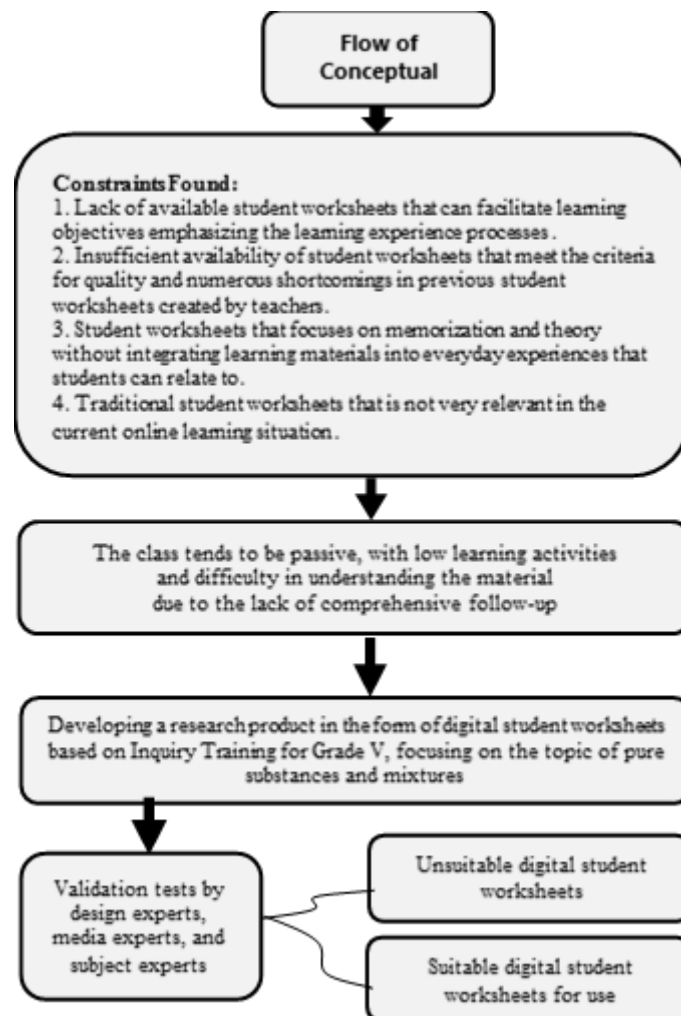 Flow of
Conceptual
Constraints Found:
1. Lack of available student worksheets that can facilitate learning
objectives emphasizing the learning experience processes.
2. Insufficient availability of student worksheets that meet the criteria
for quality and numerous shortcomings in previous student
worksheets created by teachers.
3. Student worksheets that focuses on memorization and theory
without integrating learning materials into everyday experiences that
students can relate to.
4. Traditional student worksheets that is not very relevant in the
current online learning situation.
The class tends to be passive, with low learning activities
and difficulty in understanding the material
due to the lack of comprehensive follow-up
Developing a research product in the form of digital student worksheets
based on Inquiry Training for Grade V, focusing on the topic of pure
substances and mixtures
Validation tests by
design experts,
media experts, and
subject experts
Unsuitable digital student
worksheets
Suitable digital student
worksheets for use